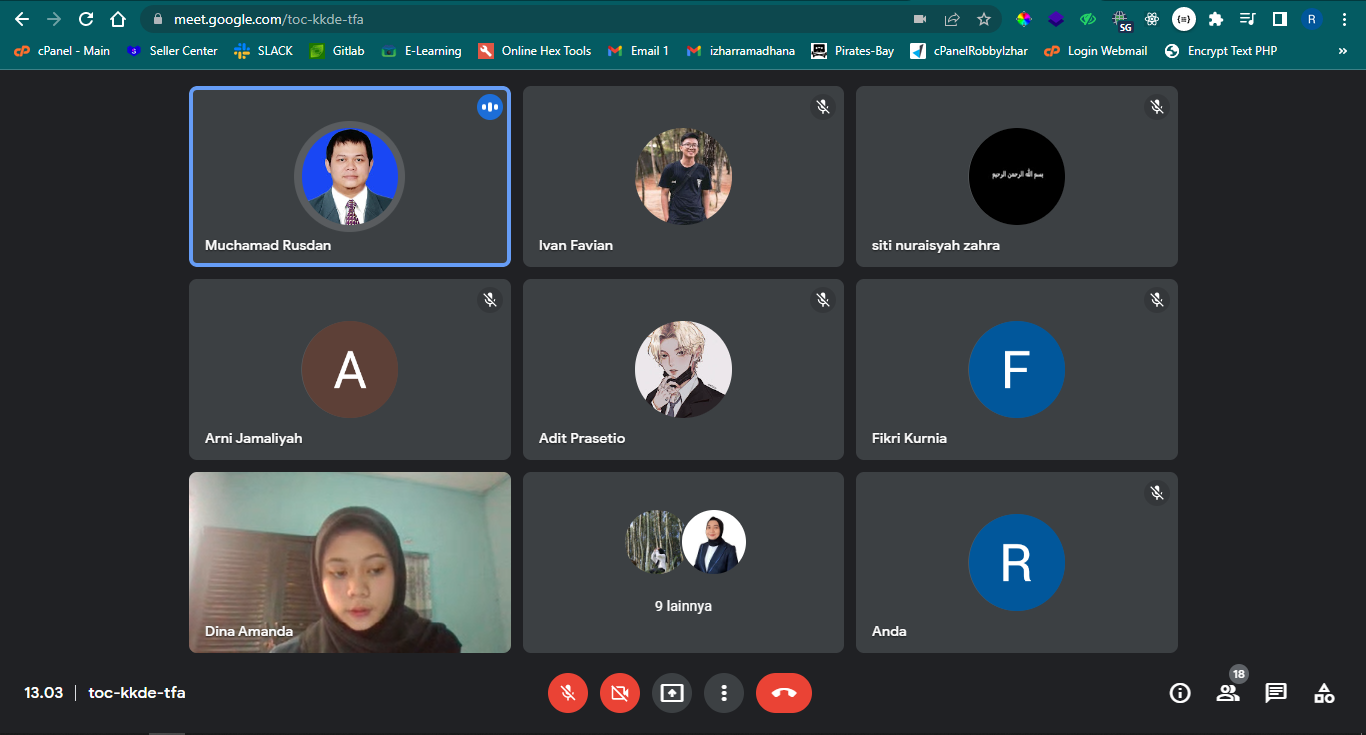 meet.google.com/toc-kkde-tfa
SG
R
cPanel - Main
Seller Center
SLACK
Gitlab
E-Learning
Online Hex Tools
Email 1
izharramadhana
Pirates-Bay
cPanelRobbyIzhar
Login Webmail
Encrypt Text PHP
»
Muchamad Rusdan
Ivan Favian
بسم الله الرحمن الرحيم
siti nuraisyah zahra
A
Arni Jamaliyah
Adit Prasetio
F
Fikri Kurnia
Dina Amanda
9 lainnya
R
Anda
13.03 | toc-kkde-tfa
18